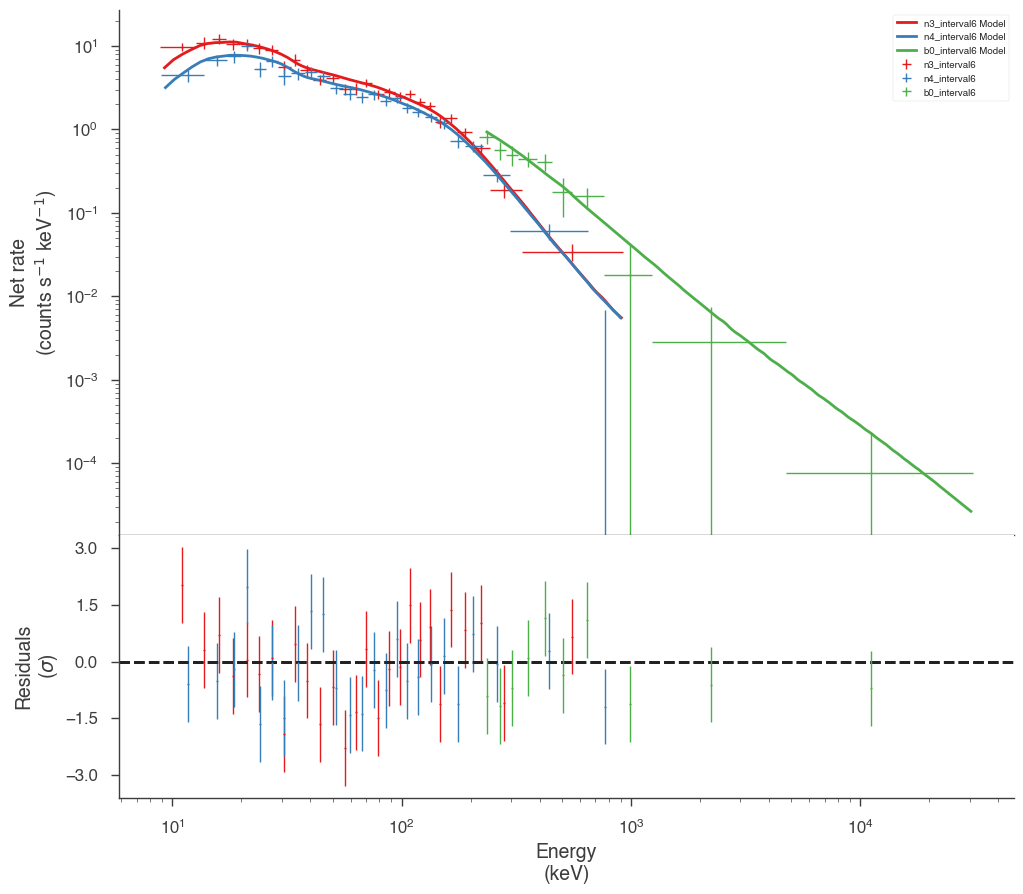 n3_interval6 Model
n4_interval6 Model
b0_interval6 Model
n3_interval6
n4_interval6
b0_interval6
10¹
10⁰
10⁻¹
10⁻²
10⁻³
10⁻⁴
Net rate
(counts s⁻¹ keV⁻¹)
3.0
1.5
0.0
−1.5
−3.0
Residuals
(σ)
10¹ 10² 10³ 10⁴
Energy
(keV)